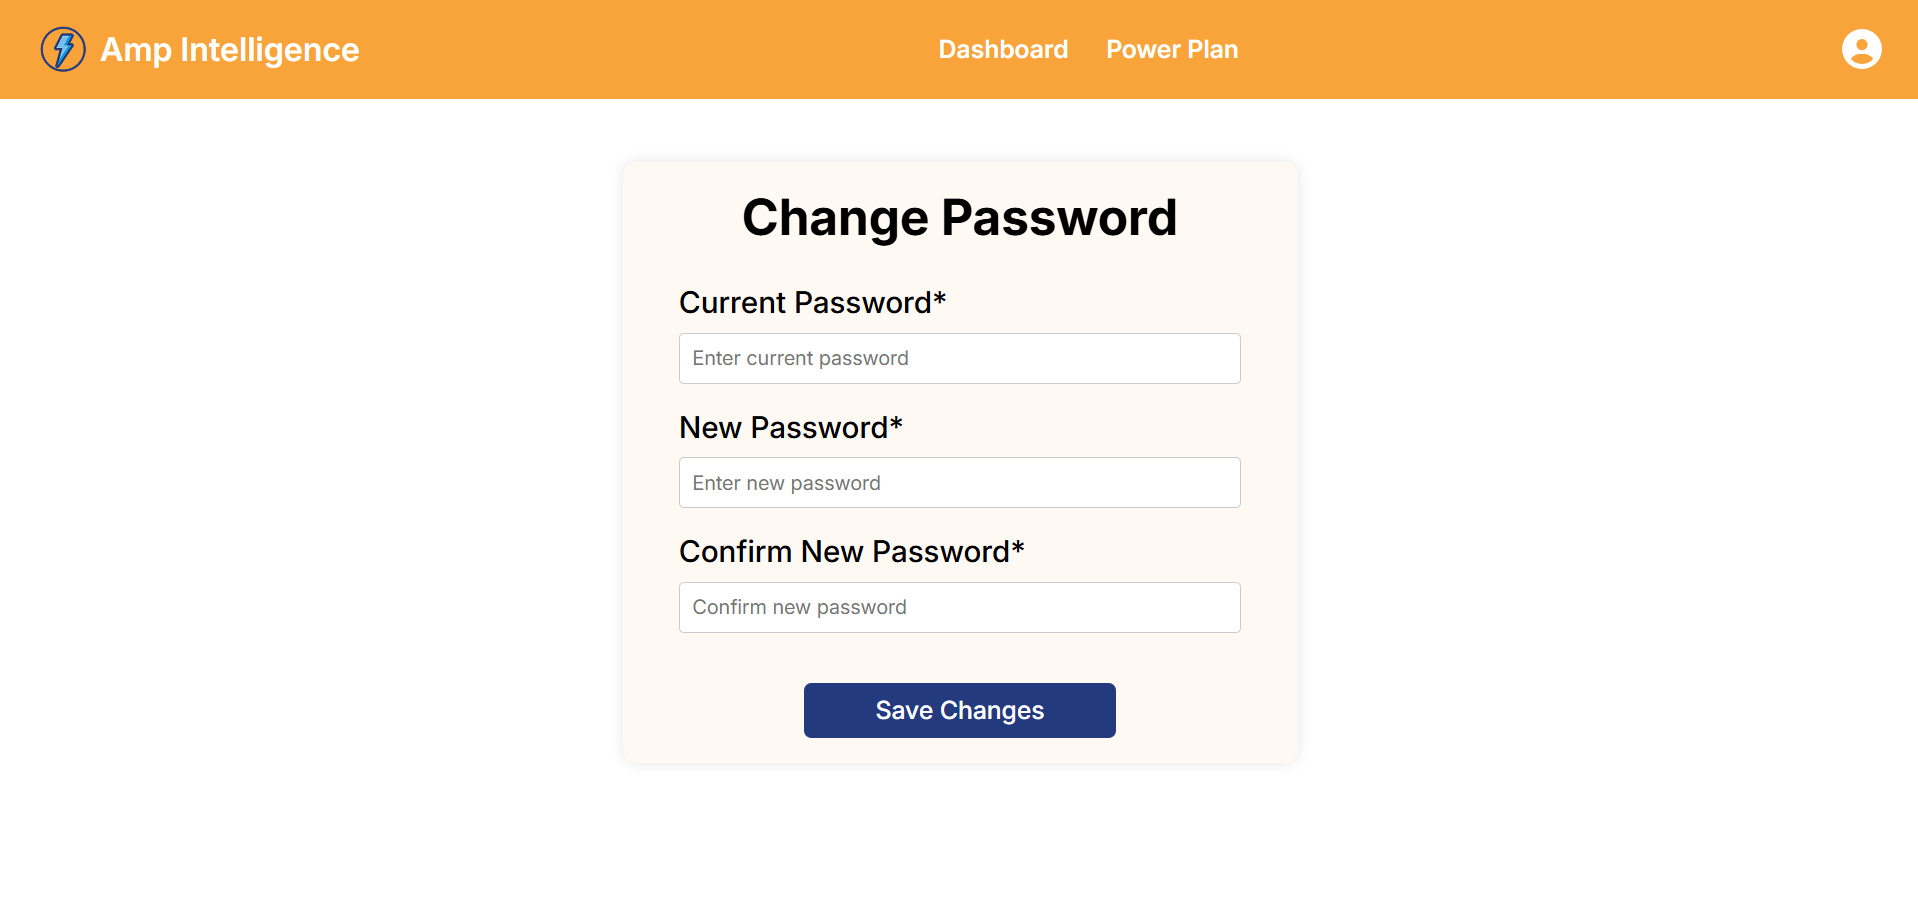 Amp Intelligence
Dashboard
Power Plan
Change Password
Current Password*
Enter current password
New Password*
Enter new password
Confirm New Password*
Confirm new password
Save Changes